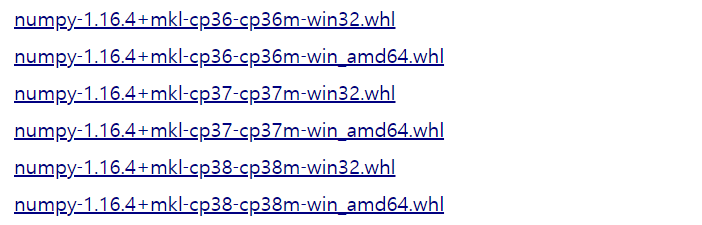 numpy-1.16.4+mkl-cp36-cp36m-win32.whl
numpy-1.16.4+mkl-cp36-cp36m-win_amd64.whl
numpy-1.16.4+mkl-cp37-cp37m-win32.whl
numpy-1.16.4+mkl-cp37-cp37m-win_amd64.whl
numpy-1.16.4+mkl-cp38-cp38m-win32.whl
numpy-1.16.4+mkl-cp38-cp38m-win_amd64.whl